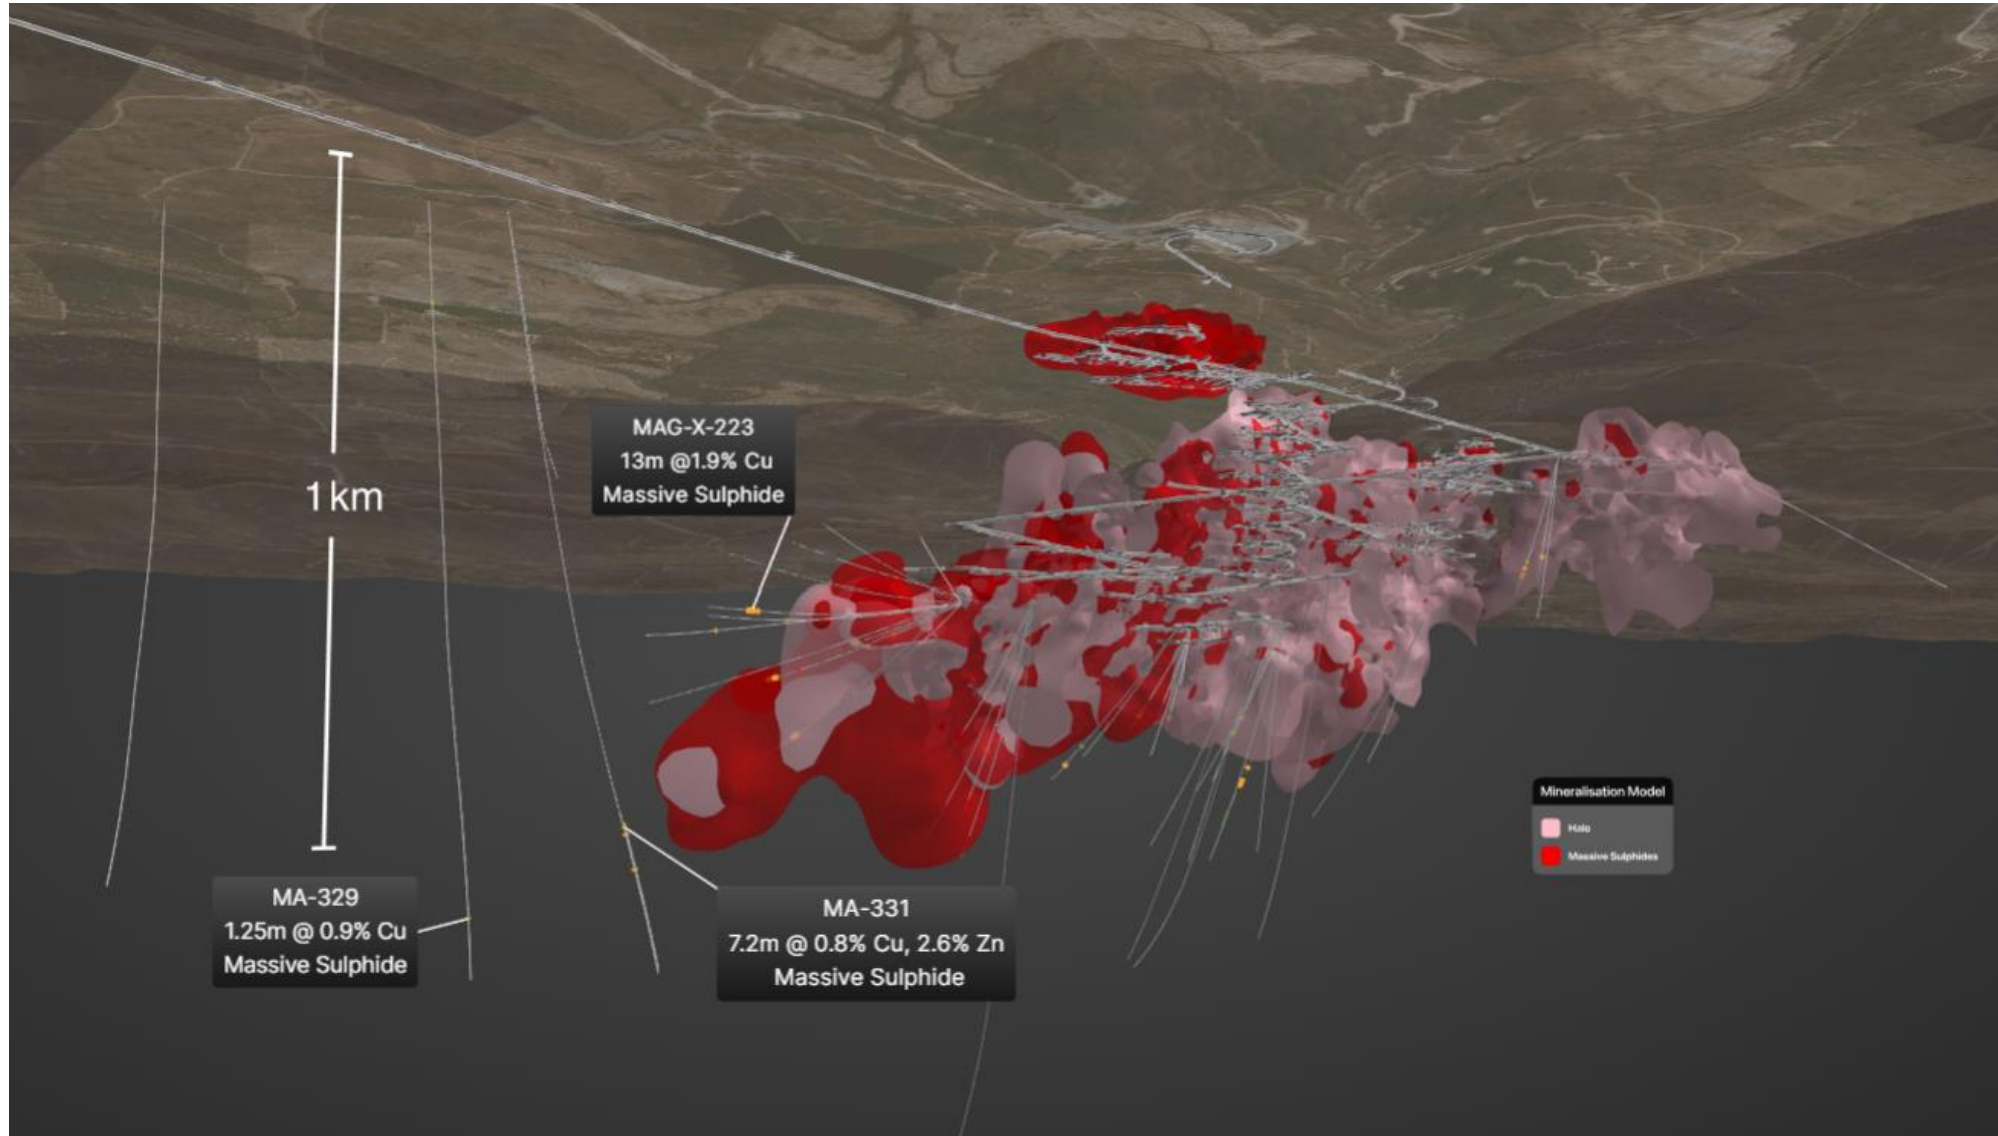 MAG-X-223
13m @1.9% Cu
Massive Sulphide
1 km
MA-329
1.25m @ 0.9% Cu
Massive Sulphide
MA-331
7.2m @ 0.8% Cu, 2.6% Zn
Massive Sulphide
Mineralisation Model
Halo
Massive Sulphides